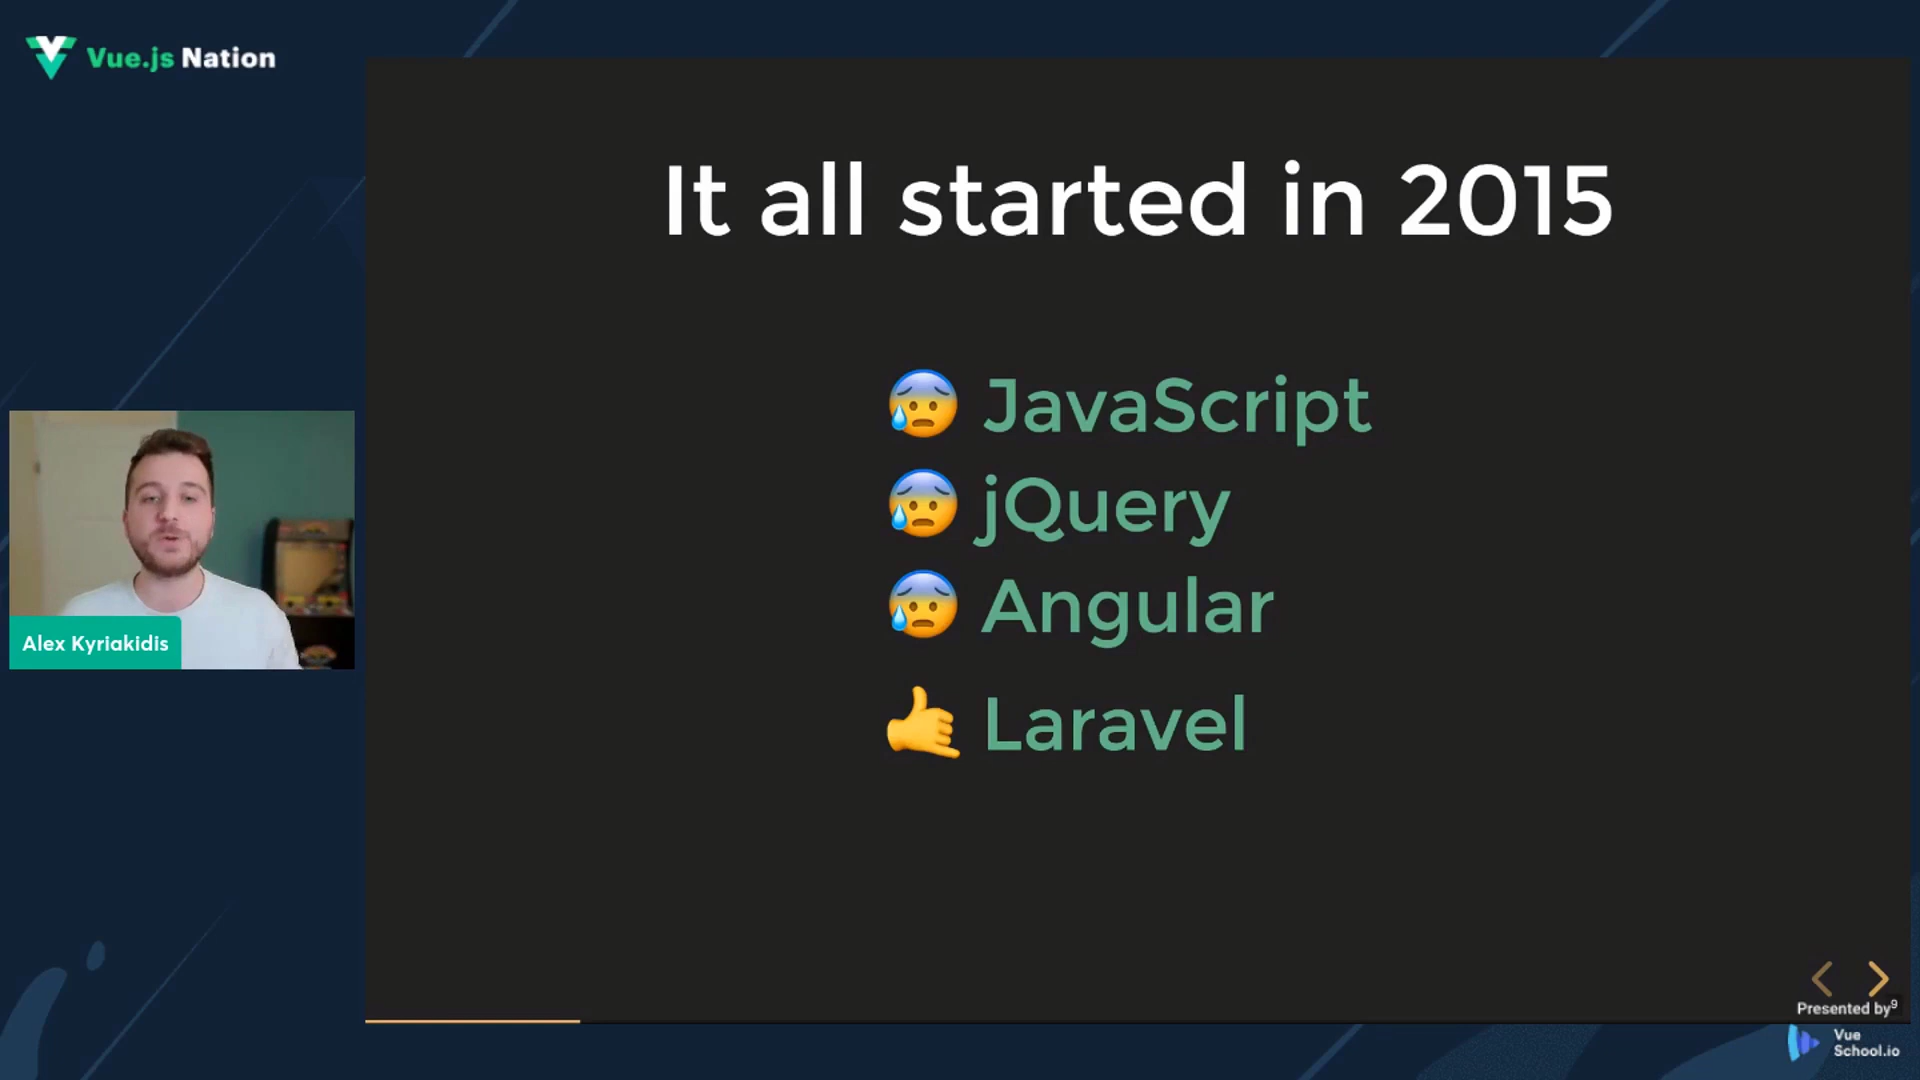 Vue.js Nation
It all started in 2015
JavaScript
jQuery
Angular
Laravel
Alex Kyriakidis
9
Presented by
Vue
School.io